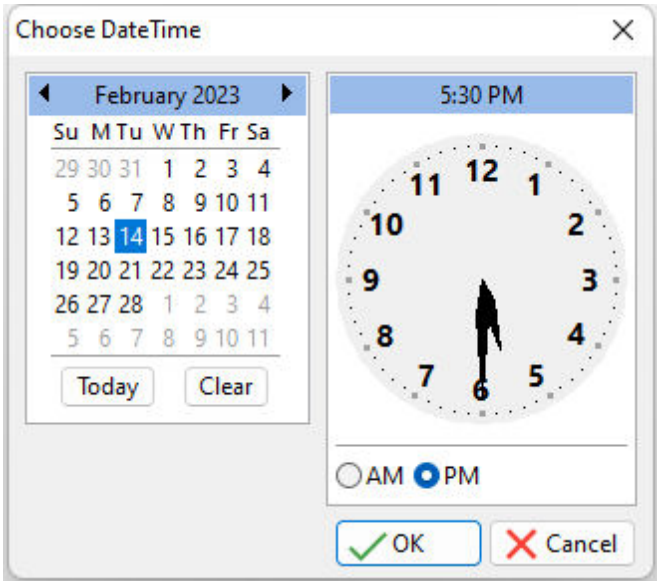 Choose DateTime
February 2023
Su M Tu W Th Fr Sa
29 30 31 1 2 3 4
5 6 7 8 9 10 11
12 13 14 15 16 17 18
19 20 21 22 23 24 25
26 27 28 1 2 3 4
5 6 7 8 9 10 11
Today Clear
5:30 PM
12
11 1
10 2
9 3
8 4
7 5
6
AM PM
OK Cancel